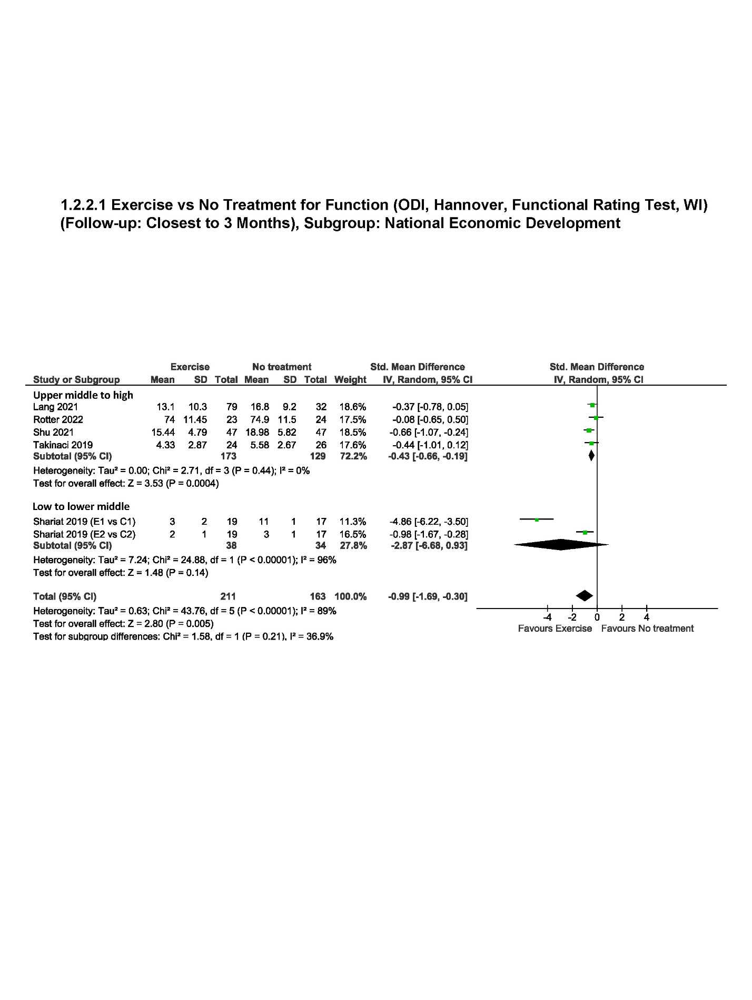 1.2.2.1 Exercise vs No Treatment for Function (ODI, Hannover, Functional Rating Test, WI)
(Follow-up: Closest to 3 Months), Subgroup: National Economic Development
Exercise No treatment Std. Mean Difference Std. Mean Difference
Study or Subgroup Mean SD Total Mean SD Total Weight IV, Random, 95% CI IV, Random, 95% CI
Upper middle to high
Lang 2021 13.1 10.3 79 16.8 9.2 32 18.6% -0.37 [-0.78, 0.05]
Rotter 2022 74 11.45 23 74.9 11.5 24 17.5% -0.08 [-0.65, 0.50]
Shu 2021 15.44 4.79 47 18.98 5.82 47 18.5% -0.66 [-1.07, -0.24]
Takinaci 2019 4.33 2.87 24 5.58 2.67 26 17.6% -0.44 [-1.01, 0.12]
Subtotal (95% CI) 173 129 72.2% -0.43 [-0.66, -0.19]
Heterogeneity: Tau² = 0.00; Chi² = 2.71, df = 3 (P = 0.44); I² = 0%
Test for overall effect: Z = 3.53 (P = 0.0004)
Low to lower middle
Shariat 2019 (E1 vs C1) 3 2 19 11 1 17 11.3% -4.86 [-6.22, -3.50]
Shariat 2019 (E2 vs C2) 2 1 19 3 1 17 16.5% -0.98 [-1.67, -0.28]
Subtotal (95% CI) 38 34 27.8% -2.87 [-6.68, 0.93]
Heterogeneity: Tau² = 7.24; Chi² = 24.88, df = 1 (P < 0.00001); I² = 96%
Test for overall effect: Z = 1.48 (P = 0.14)
Total (95% CI) 211 163 100.0% -0.99 [-1.69, -0.30]
Heterogeneity: Tau² = 0.63; Chi² = 43.76, df = 5 (P < 0.00001); I² = 89%
Test for overall effect: Z = 2.80 (P = 0.005)
Test for subgroup differences: Chi² = 1.58, df = 1 (P = 0.21), I² = 36.9%
-4 -2 0 2 4
Favours Exercise Favours No treatment